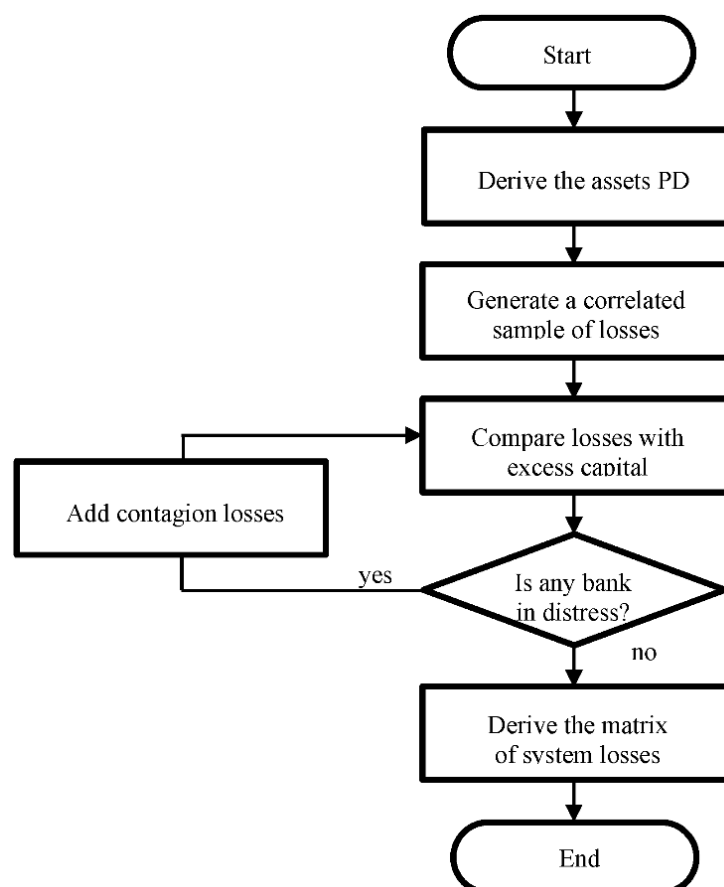 Start
Derive the assets PD
Generate a correlated
sample of losses
Compare losses with
excess capital
Add contagion losses
yes
Is any bank
in distress?
no
Derive the matrix
of system losses
End